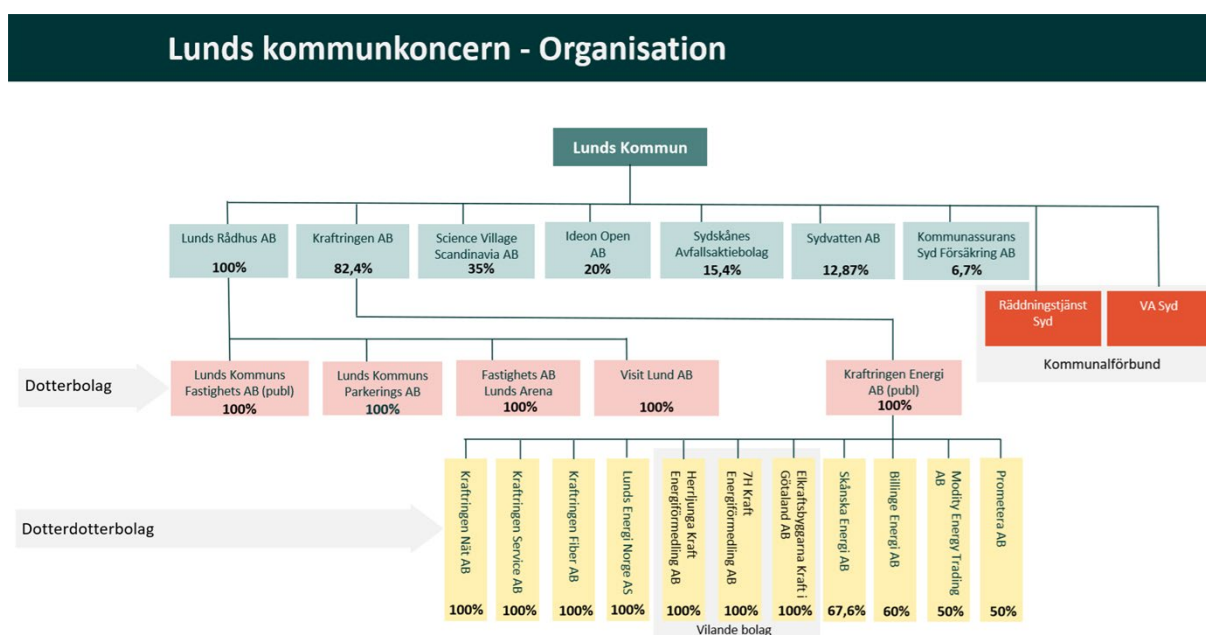 Lunds kommunkoncern - Organisation
Lunds Kommun
Lunds Rådhus AB
100%
Kraftringen AB
82,4%
Science Village
Scandinavia AB
35%
Ideon Open
AB
20%
Sydskånes
Avfallsaktiebolag
15,4%
Sydvatten AB
12,87%
Kommunassurans
Syd Försäkring AB
6,7%
Räddningstjänst
Syd
VA Syd
Kommunalförbund
Dotterbolag
Lunds Kommuns
Fastighets AB (publ)
100%
Lunds Kommuns
Parkerings AB
100%
Fastighets AB
Lunds Arena
100%
Visit Lund AB
100%
Kraftringen Energi
AB (publ)
100%
Dotterdotterbolag
Kraftringen Nät AB
100%
Kraftringen Service AB
100%
Kraftringen Fiber AB
100%
Lunds Energi Norge AS
100%
Herrljunga Kraft
Energiförmedling AB
100%
7H Kraft
Energiförmedling AB
100%
Elkraftsbyggarna Kraft i
Götaland AB
100%
Skånska Energi AB
67,6%
Billinge Energi AB
60%
Modity Energy Trading
AB
50%
Prometera AB
50%
Vilande bolag